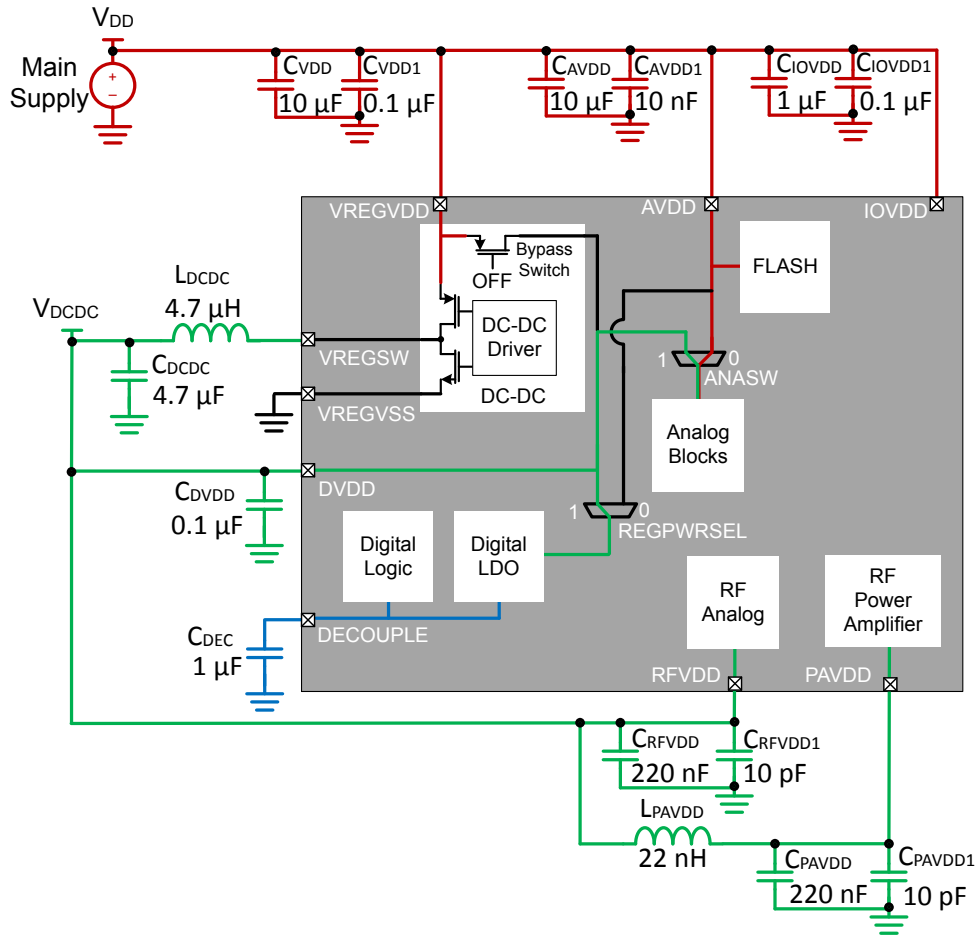 VDD
Main
Supply
+
−
CVDD
10 µF
CVDD1
0.1 µF
CAVDD
10 µF
CAVDD1
10 nF
CIOVDD
1 µF
CIOVDD1
0.1 µF
VREGVDD
AVDD
IOVDD
Bypass
Switch
OFF
FLASH
LDCDC
4.7 µH
VDCDC
CDCDC
4.7 µF
VREGSW
DC-DC
Driver
DC-DC
VREGVSS
1
0
ANASW
Analog
Blocks
DVDD
CDVDD
0.1 µF
1
0
REGPWRSEL
Digital
Logic
Digital
LDO
DECOUPLE
CDEC
1 µF
RF
Analog
RF
Power
Amplifier
RFVDD
PAVDD
CRFVDD
220 nF
CRFVDD1
10 pF
LPAVDD
22 nH
CPAVDD
220 nF
CPAVDD1
10 pF